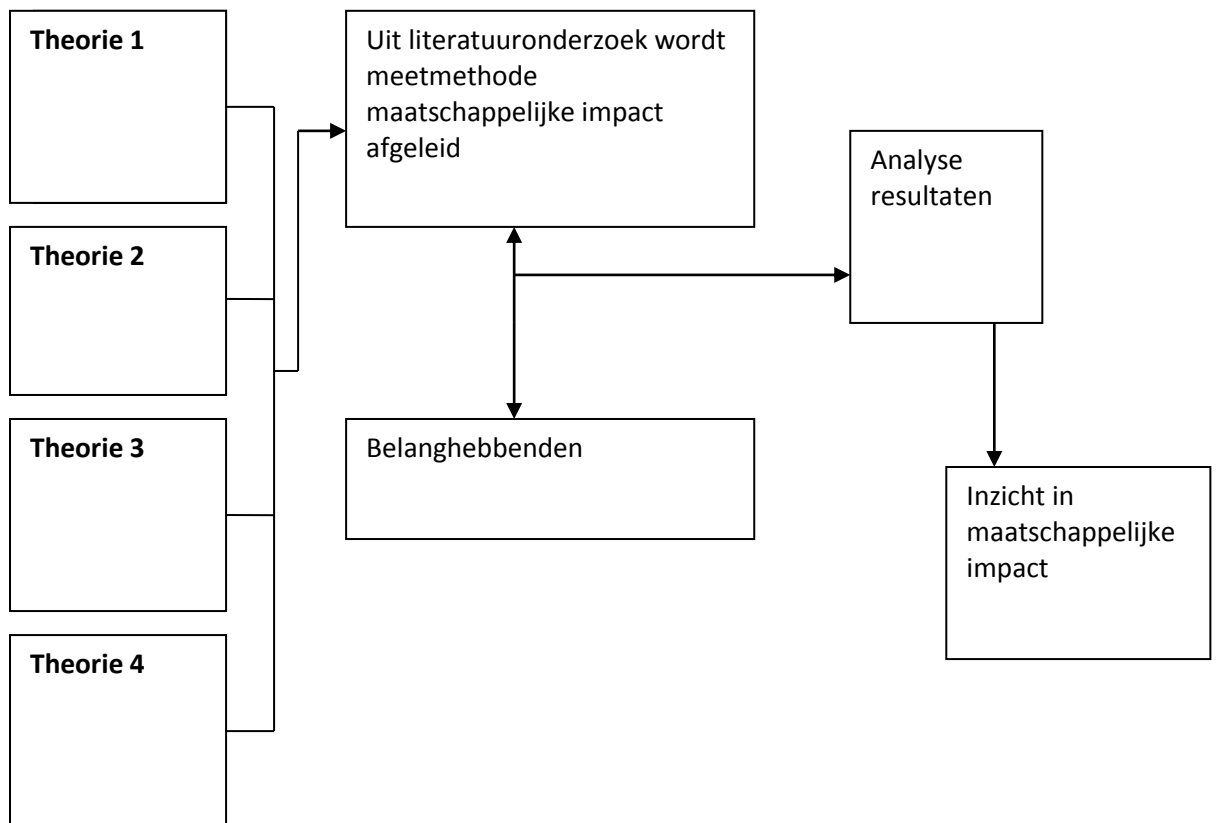 Theorie 1
Theorie 2
Theorie 3
Theorie 4
Uit literatuuronderzoek wordt
meetmethode
maatschappelijke impact
afgeleid
Belanghebbenden
Analyse
resultaten
Inzicht in
maatschappelijke
impact